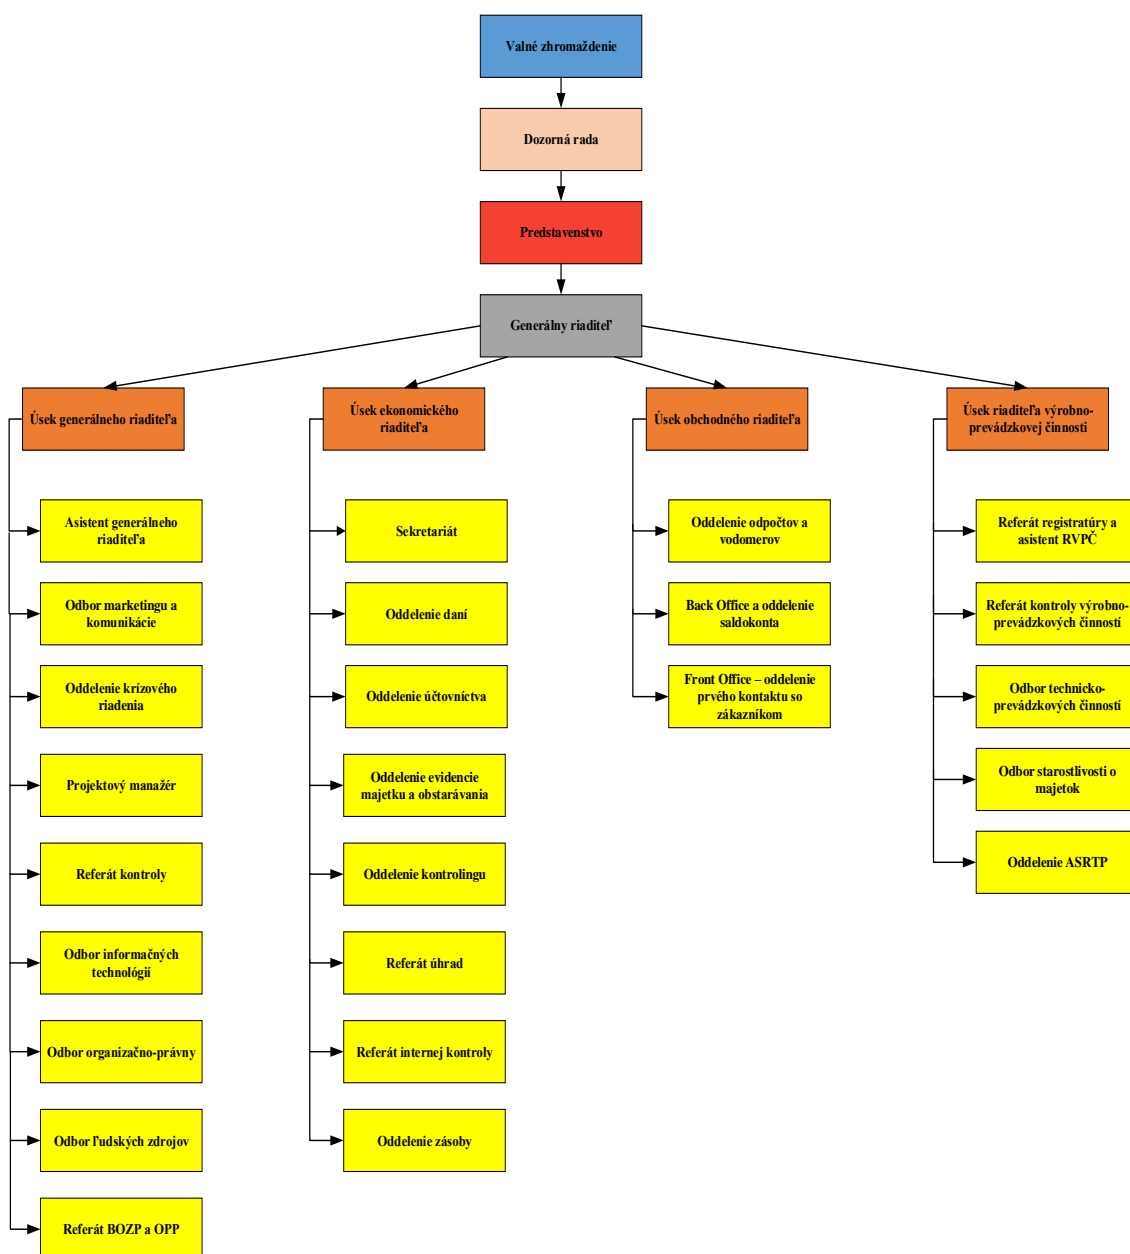 Valné zhromaždenie
Dozorná rada
Predstavenstvo
Generálny riaditeľ
Úsek generálneho riaditeľa
Úsek ekonomického
riaditeľa
Úsek obchodného riaditeľa
Úsek riaditeľa výrobno-
prevádzkovej činnosti
Asistent generálneho
riaditeľa
Odbor marketingu a
komunikácie
Oddelenie krízového
riadenia
Projektový manažér
Referát kontroly
Odbor informačných
technológií
Odbor organizačno-právny
Odbor ľudských zdrojov
Referát BOZP a OPP
Sekretariát
Oddelenie daní
Oddelenie účtovníctva
Oddelenie evidencie
majetku a obstarávania
Oddelenie kontrolingu
Referát úhrad
Referát internej kontroly
Oddelenie zásoby
Oddelenie odpočtov a
vodomerov
Back Office a oddelenie
saldokonta
Front Office – oddelenie
prvého kontaktu so
zákazníkom
Referát registratúry a
asistent RVPČ
Referát kontroly výrobno-
prevádzkových činností
Odbor technicko-
prevádzkových činností
Odbor starostlivosti o
majetok
Oddelenie ASRTP